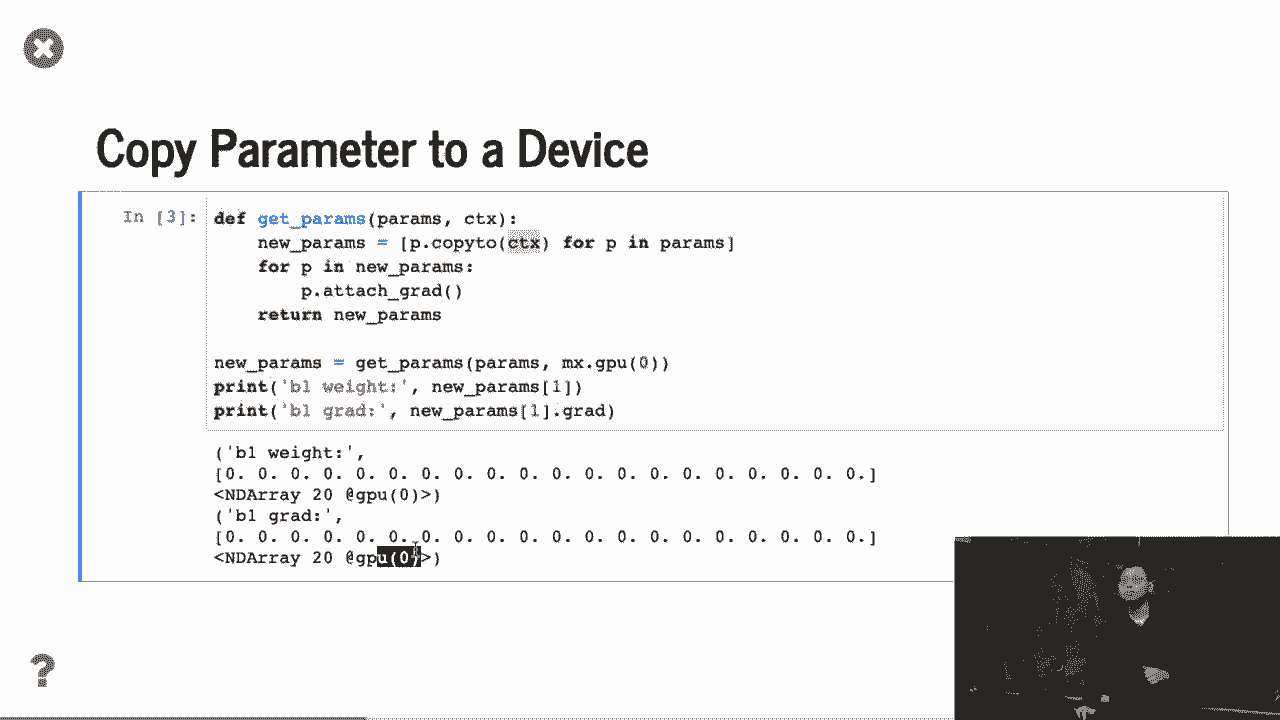 Copy Parameter to a Device
In [3]:
def get_params(params, ctx):
    new_params = [p.copyto(ctx) for p in params]
    for p in new_params:
        p.attach_grad()
    return new_params
new_params = get_params(params, mx.gpu(0))
print('b1 weight:', new_params[1])
print('b1 grad:', new_params[1].grad)
('b1 weight:',
[0. 0. 0. 0. 0. 0. 0. 0. 0. 0. 0. 0. 0. 0. 0. 0. 0. 0. 0. 0.]
<NDArray 20 @gpu(0)>)
('b1 grad:',
[0. 0. 0. 0. 0. 0. 0. 0. 0. 0. 0. 0. 0. 0. 0. 0. 0. 0. 0. 0.]
<NDArray 20 @gpu(0)>)
?